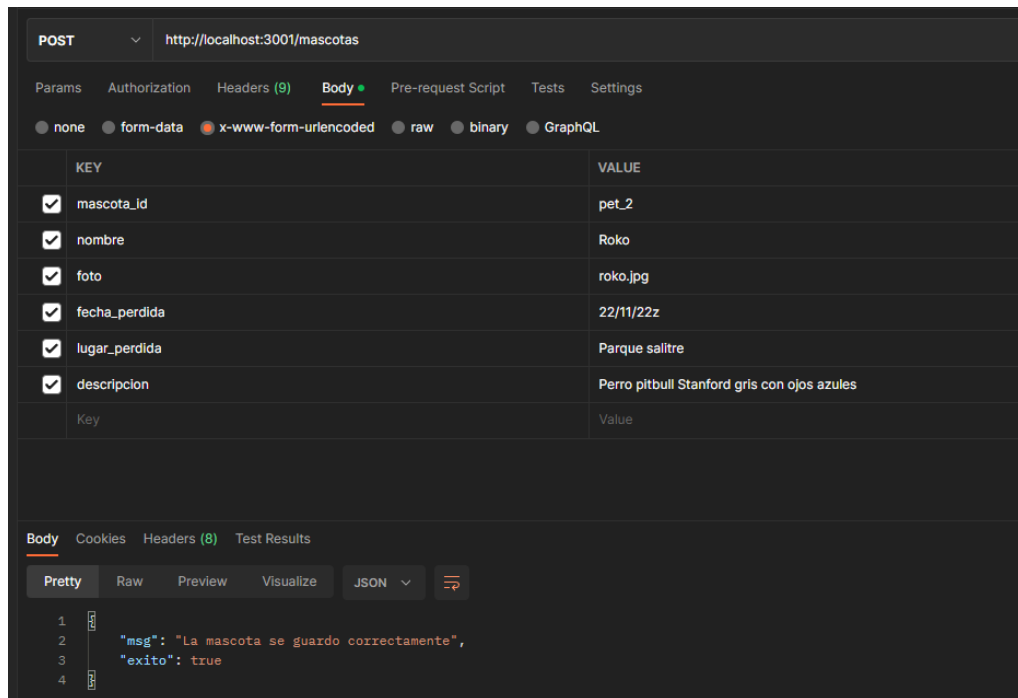 POST http://localhost:3001/mascotas
Params Authorization Headers (9) Body Pre-request Script Tests Settings
none form-data x-www-form-urlencoded raw binary GraphQL
KEY VALUE
mascota_id pet_2
nombre Roko
foto roko.jpg
fecha_perdida 22/11/22z
lugar_perdida Parque salitre
descripcion Perro pitbull Stanford gris con ojos azules
Key Value
Body Cookies Headers (8) Test Results
Pretty Raw Preview Visualize JSON
1 {
2 "msg": "La mascota se guardo correctamente",
3 "exito": true
4 }